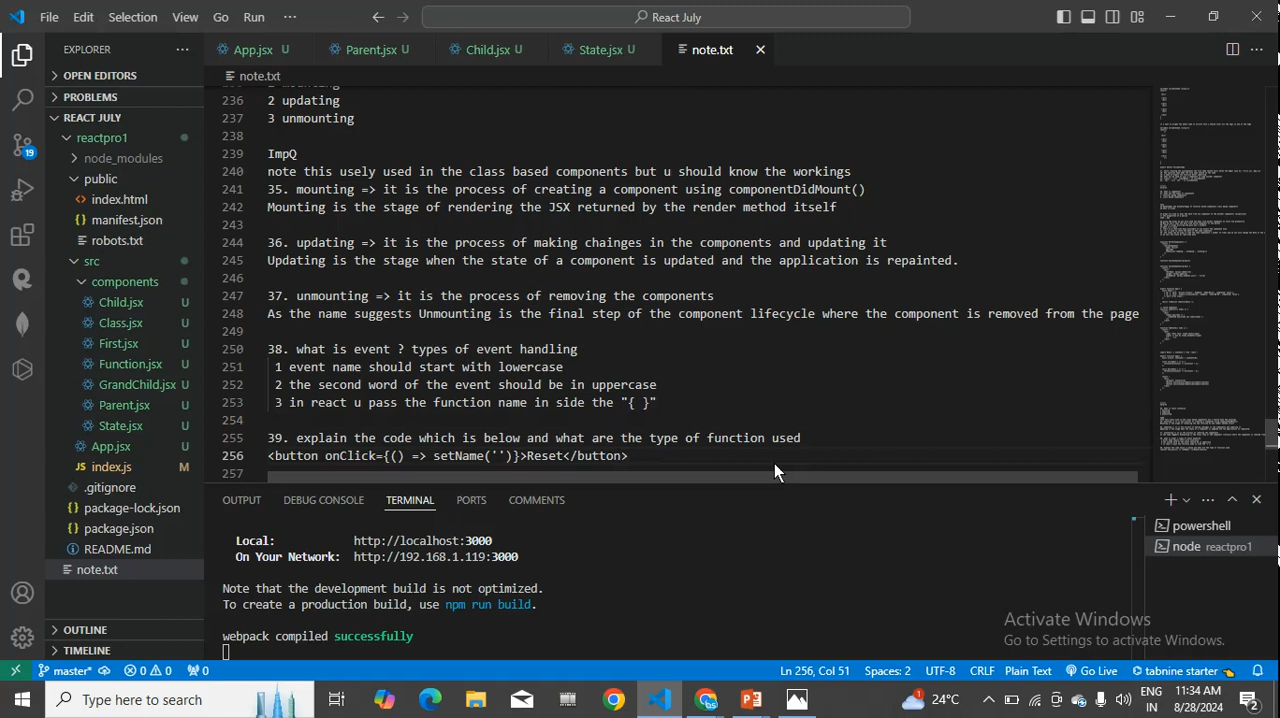 File Edit Selection View Go Run ··· React July
EXPLORER ···
OPEN EDITORS
PROBLEMS
REACT JULY
reactpro1
node_modules
public
index.html
manifest.json
robots.txt
src
components
Child.jsx U
Class.jsx U
First.jsx U
Function.jsx U
GrandChild.jsx U
Parent.jsx U
State.jsx U
App.jsx U
index.js M
.gitignore
package-lock.json
package.json
README.md
note.txt
OUTLINE
TIMELINE
19
App.jsx U Parent.jsx U Child.jsx U State.jsx U note.txt
note.txt
236 2 updating
237 3 unmounting
238
239 ImpQ
240 note this usely used in the class based components but u should know the workings
241 35. mounting => it is the process of creating a component using componentDidMount()
242 Mounting is the stage of rendering the JSX returned by the render method itself
243
244 36. updating => it is the process of making chainges in the components and updating it
245 Updating is the stage when the state of a component is updated and the application is repainted.
246
247 37. unmounting => it is the process of removing the components
248 As the name suggests Unmounting is the final step of the component lifecycle where the component is removed from the page
249
250 38. what is event ? types of event handling
251 1 event name should start with lowercase
252 2 the second word of the event should be in uppercase
253 3 in react u pass the function name in side the "{ }"
254
255 39. explain the code which is used and what are the type of function used
256 <button onClick={() => setName('')}>Reset</button>
257
OUTPUT DEBUG CONSOLE TERMINAL PORTS COMMENTS
Local: http://localhost:3000
On Your Network: http://192.168.1.119:3000
Note that the development build is not optimized.
To create a production build, use npm run build.
webpack compiled successfully
powershell
node reactpro1
Activate Windows
Go to Settings to activate Windows.
master* 0 0 0 Ln 256, Col 51 Spaces: 2 UTF-8 CRLF Plain Text Go Live tabnine starter
Type here to search 1 24°C ENG IN 11:34 AM 8/28/2024 2